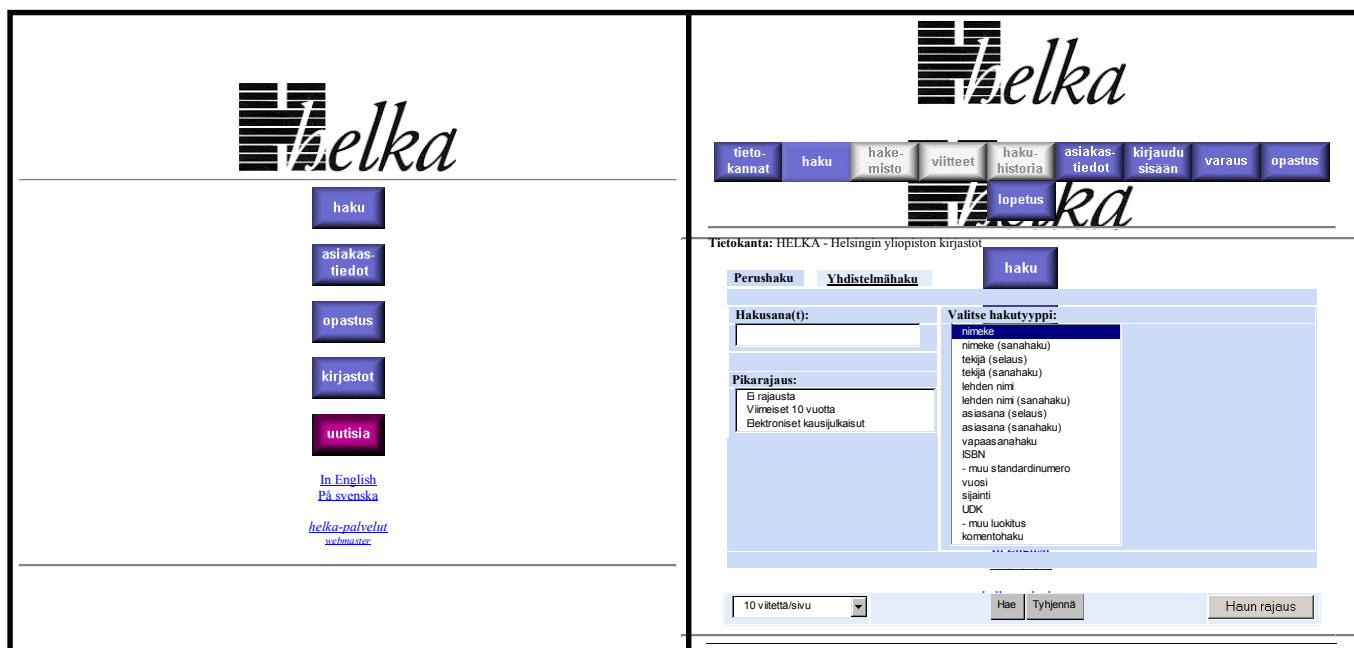 helka
haku
asiakas-
tiedot
opastus
kirjastot
uutisia
In English
På svenska
helka-palvelut
webmaster
helka
tieto-
kannat
haku
hake-
misto
viitteet
haku-
historia
asiakas-
tiedot
kirjaudu
sisään
varaus
opastus
lopetus
Tietokanta: HELKA - Helsingin yliopiston kirjastot
haku
Perushaku
Yhdistelmähaku
Hakusana(t):
Pikarajaus:
Ei rajausta
Viimeiset 10 vuotta
Elektroniset kausijulkaisut
Valitse hakutyyppi:
nimeke
nimeke (sanahaku)
tekijä (selaus)
tekijä (sanahaku)
lehden nimi
lehden nimi (sanahaku)
asiasana (selaus)
asiasana (sanahaku)
vapaasanahaku
ISBN
- muu standardinumero
vuosi
sijainti
UDK
- muu luokitus
komentohaku
10 viitettä/sivu
Hae
Tyhjennä
Haun rajaus